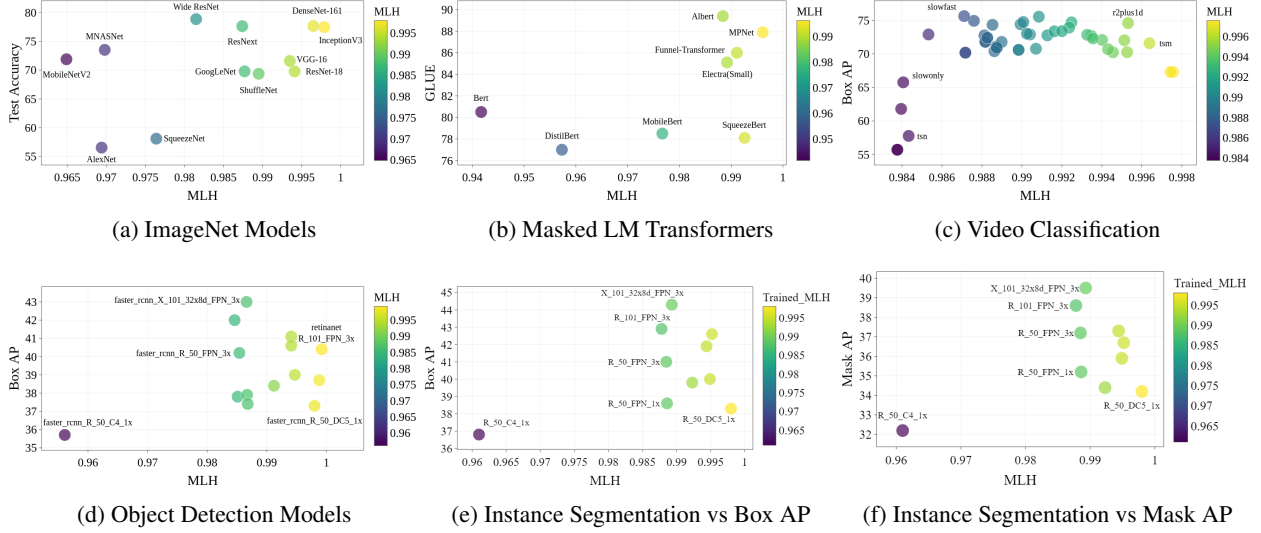 Test Accuracy
80
75
70
65
60
55
Wide ResNet
DenseNet-161
MNASNet
ResNext
InceptionV3
MobileNetV2
VGG-16
GoogLeNet
ResNet-18
ShuffleNet
SqueezeNet
AlexNet
0.965 0.97 0.975 0.98 0.985 0.99 0.995 1
MLH
MLH
0.995
0.99
0.985
0.98
0.975
0.97
0.965
(a) ImageNet Models
GLUE
90
88
86
84
82
80
78
76
Albert
MPNet
Funnel-Transformer
Electra(Small)
Bert
MobileBert
SqueezeBert
DistilBert
0.94 0.95 0.96 0.97 0.98 0.99 1
MLH
MLH
0.99
0.98
0.97
0.96
0.95
(b) Masked LM Transformers
Box AP
75
70
65
60
55
slowfast
r2plus1d
tsm
slowonly
tsn
0.984 0.986 0.988 0.99 0.992 0.994 0.996 0.998
MLH
MLH
0.996
0.994
0.992
0.99
0.988
0.986
0.984
(c) Video Classification
Box AP
43
42
41
40
39
38
37
36
35
faster_rcnn_X_101_32x8d_FPN_3x
retinanet
R_101_FPN_3x
faster_rcnn_R_50_FPN_3x
faster_rcnn_R_50_C4_1x
faster_rcnn_R_50_DC5_1x
0.96 0.97 0.98 0.99 1
MLH
MLH
0.99
0.98
0.97
0.96
(d) Object Detection Models
Box AP
45
44
43
42
41
40
39
38
37
36
X_101_32x8d_FPN_3x
R_101_FPN_3x
R_50_FPN_3x
R_50_FPN_1x
R_50_DC5_1x
R_50_C4_1x
0.96 0.965 0.97 0.975 0.98 0.985 0.99 0.995 1
MLH
Trained_MLH
0.995
0.99
0.985
0.98
0.975
0.97
0.965
(e) Instance Segmentation vs Box AP
Mask AP
40
39
38
37
36
35
34
33
32
X_101_32x8d_FPN_3x
R_101_FPN_3x
R_50_FPN_3x
R_50_FPN_1x
R_50_DC5_1x
R_50_C4_1x
0.96 0.97 0.98 0.99 1
MLH
Trained_MLH
0.995
0.99
0.985
0.98
0.975
0.97
0.965
(f) Instance Segmentation vs Mask AP